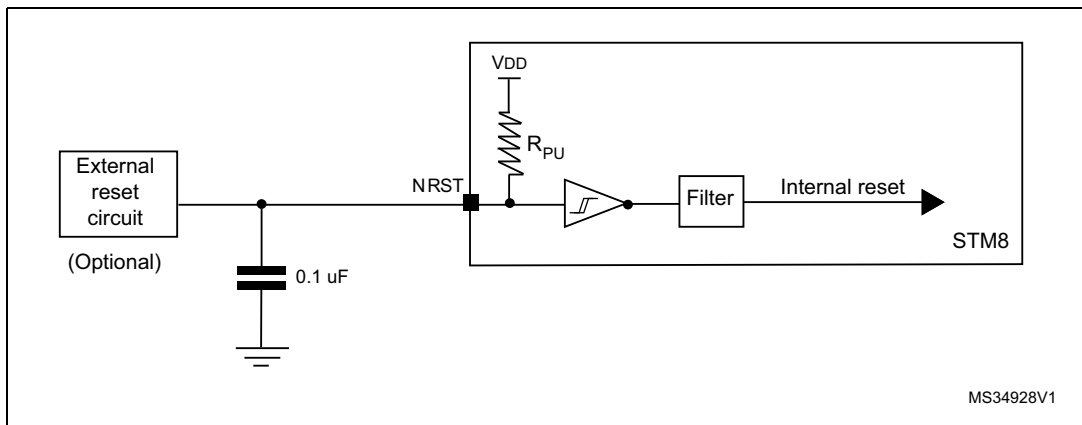 External
reset
circuit
(Optional)
0.1 uF
NRST
VDD
RPU
Filter
Internal reset
STM8
MS34928V1